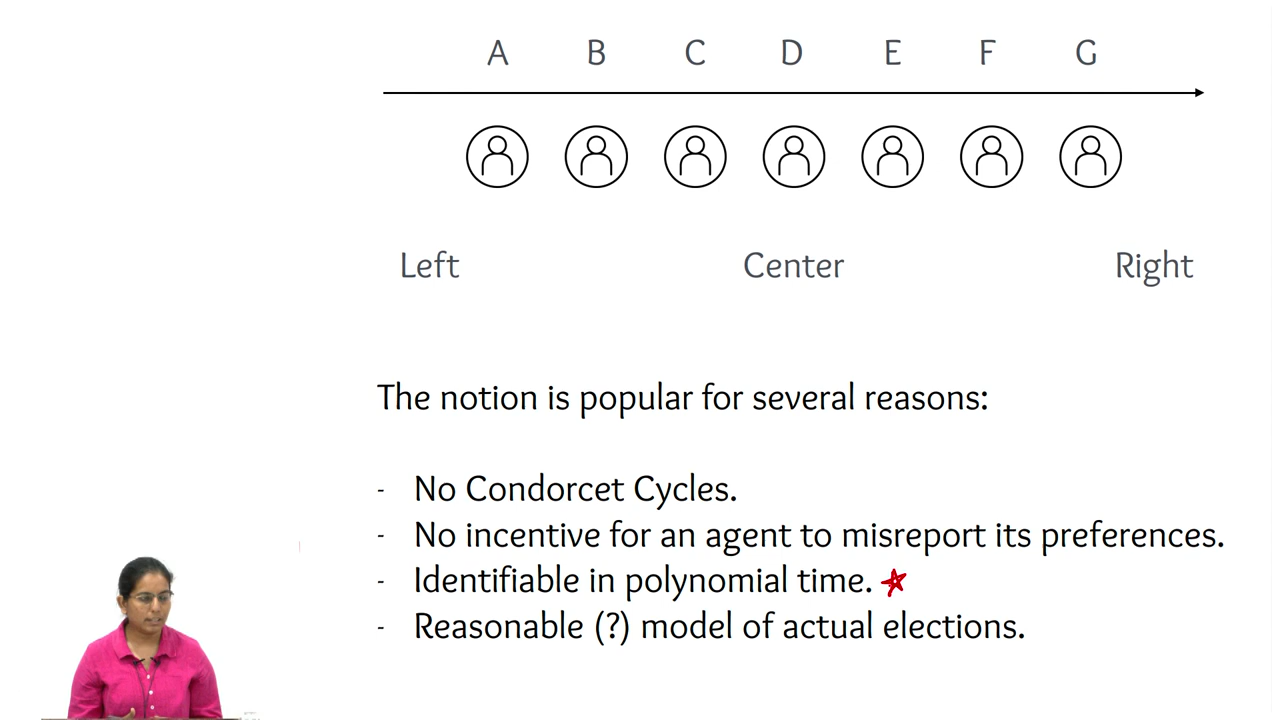 A B C D E F G
Left Center Right
The notion is popular for several reasons:
- No Condorcet Cycles.
- No incentive for an agent to misreport its preferences.
- Identifiable in polynomial time.
- Reasonable (?) model of actual elections.